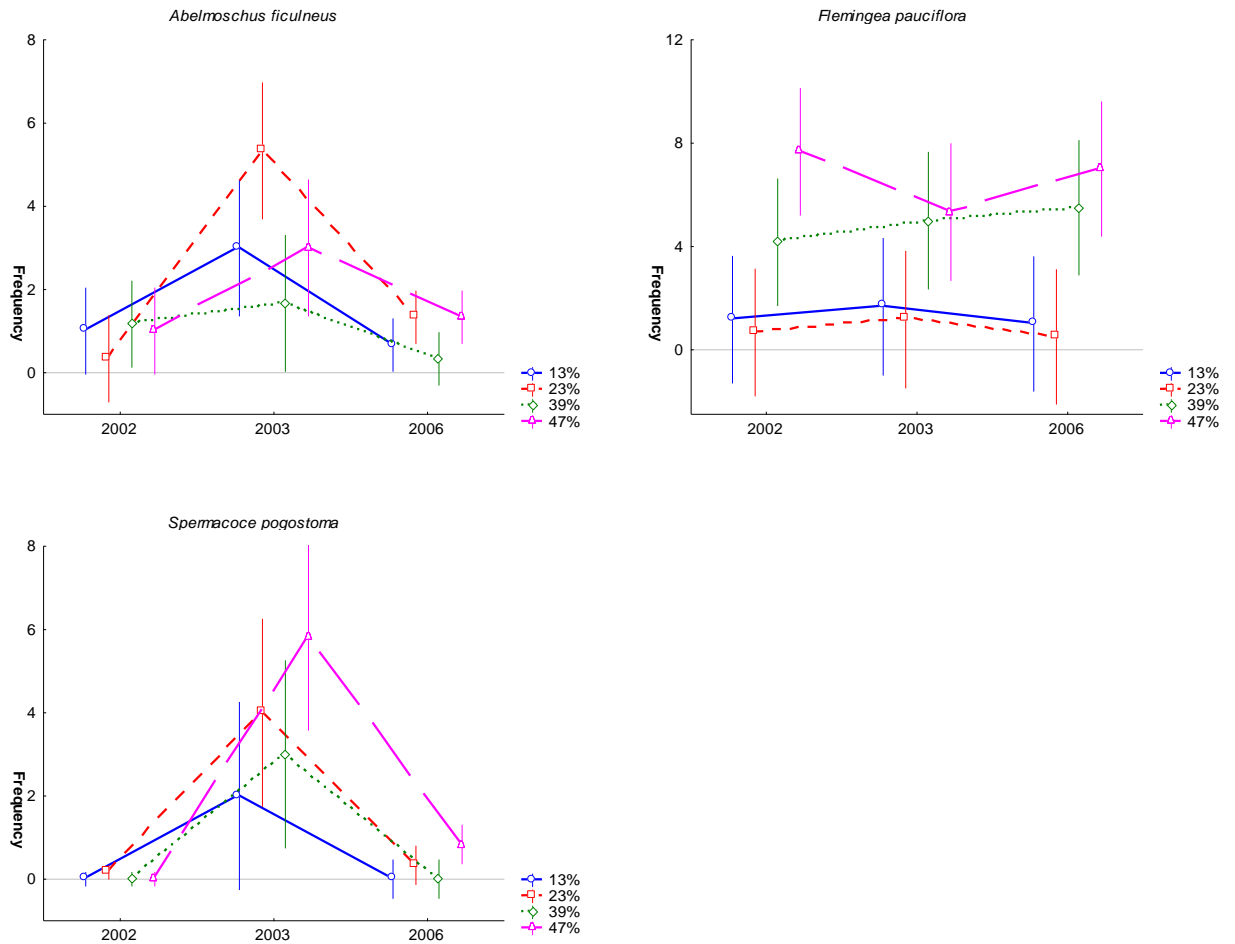 Abelmoschus ficulneus
8
6
4
2
0
Frequency
2002 2003 2006
13%
23%
39%
47%
Flemingea pauciflora
12
8
4
0
Frequency
2002 2003 2006
13%
23%
39%
47%
Spermacoce pogostoma
8
6
4
2
0
Frequency
2002 2003 2006
13%
23%
39%
47%